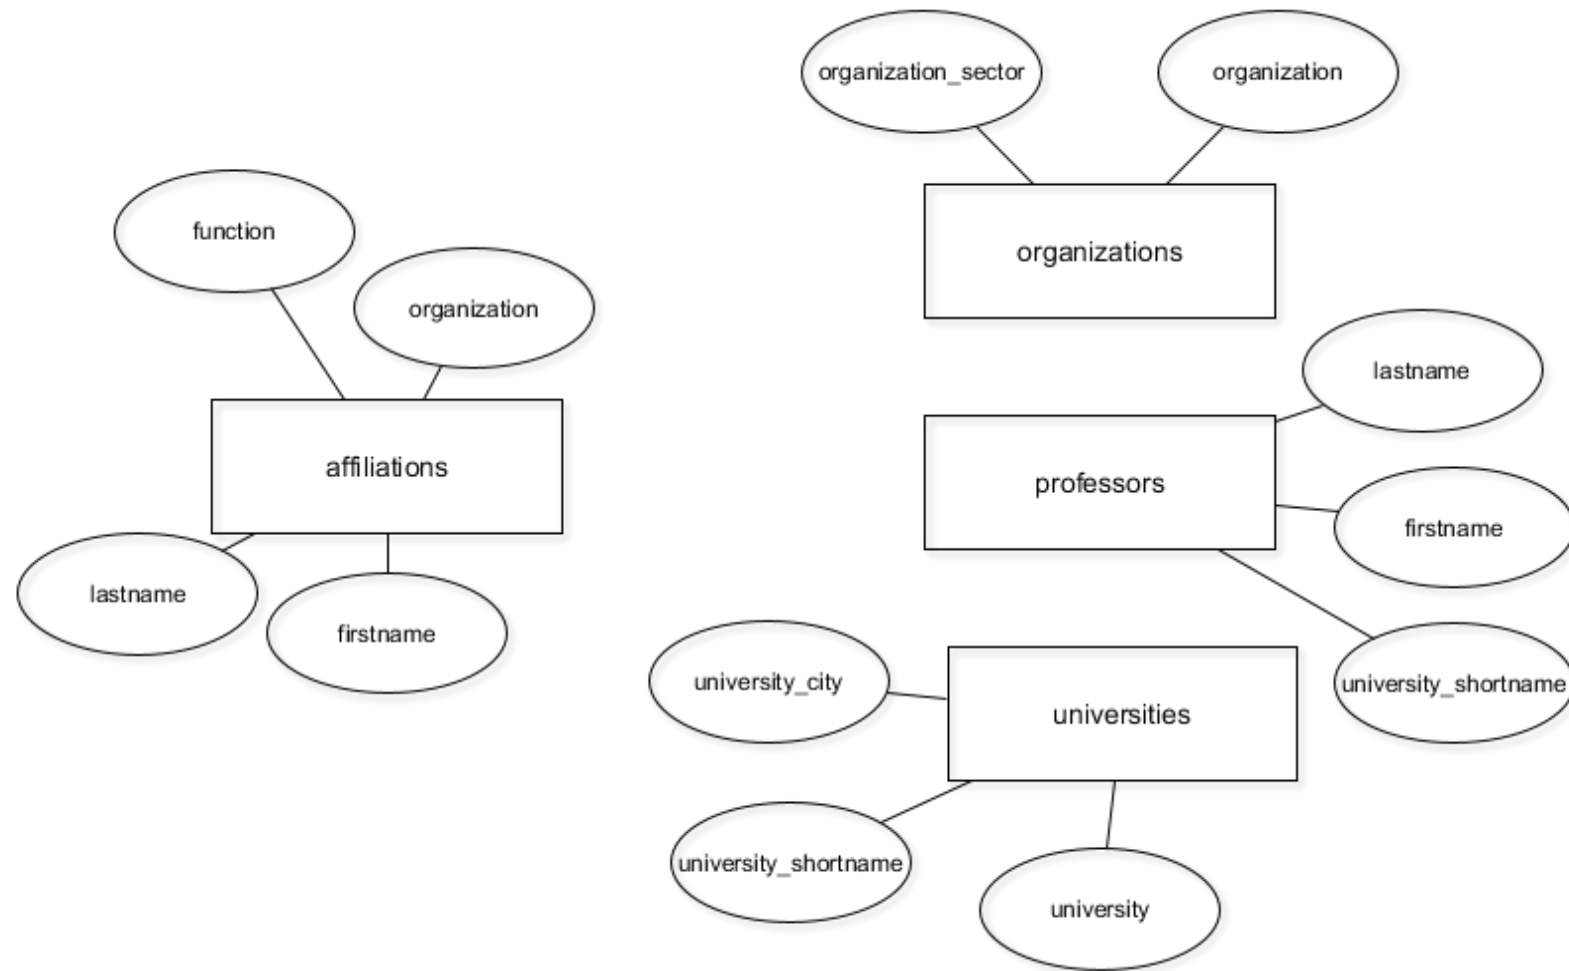 organization_sector
organization
function
organizations
organization
lastname
affiliations
professors
firstname
lastname
firstname
university_city
university_shortname
universities
university_shortname
university